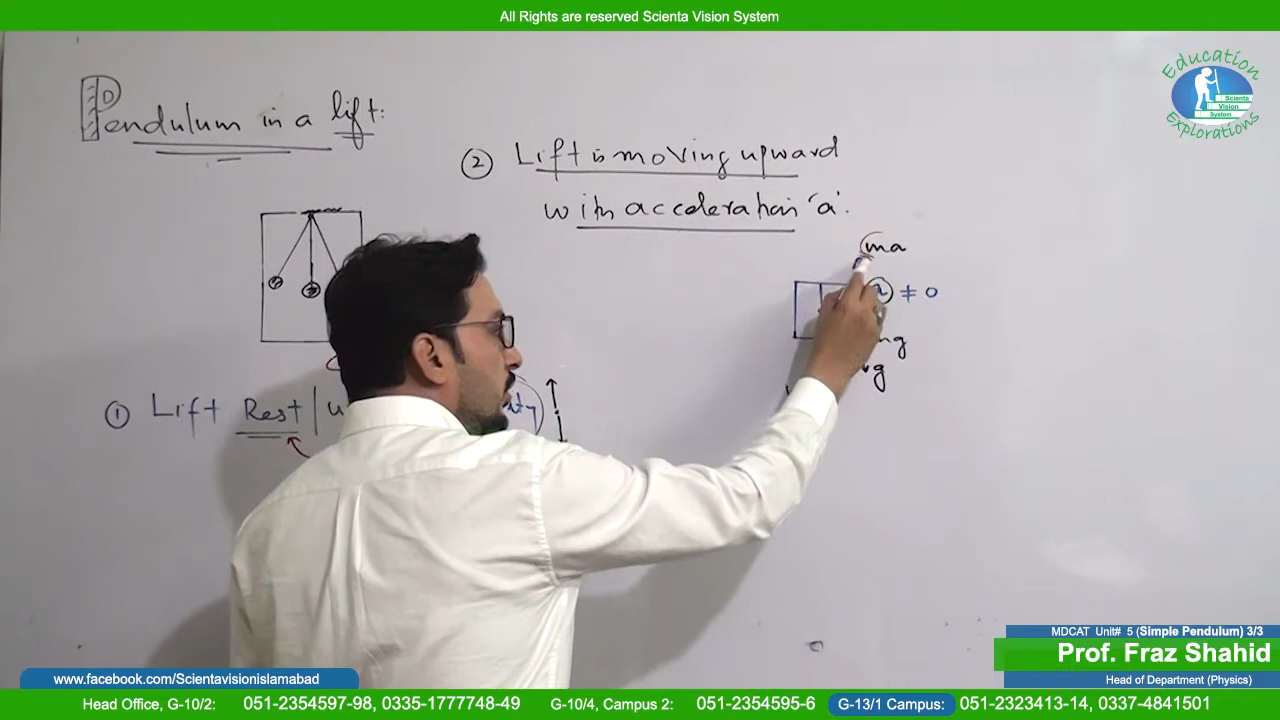 All Rights are reserved Scienta Vision System
Education
Scienta
Vision
System
Explorations
D
Pendulum in a lift:
② Lift is moving upward
with acceleration 'a'.
ma
≠ 0
① Lift Rest |
MDCAT Unit# 5 (Simple Pendulum) 3/3
Prof. Fraz Shahid
Head of Department (Physics)
www.facebook.com/Scientavisionislamabad
Head Office, G-10/2: 051-2354597-98, 0335-1777748-49 G-10/4, Campus 2: 051-2354595-6 G-13/1 Campus: 051-2323413-14, 0337-4841501